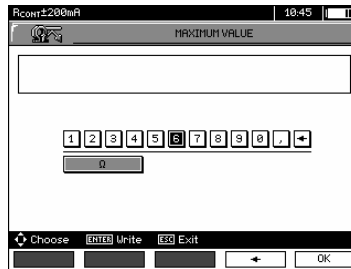 RCONT±200mA 10:45
MAXIMUM VALUE
1 2 3 4 5 6 7 8 9 0 , ←
Ω
Choose ENTER Write ESC Exit
← OK